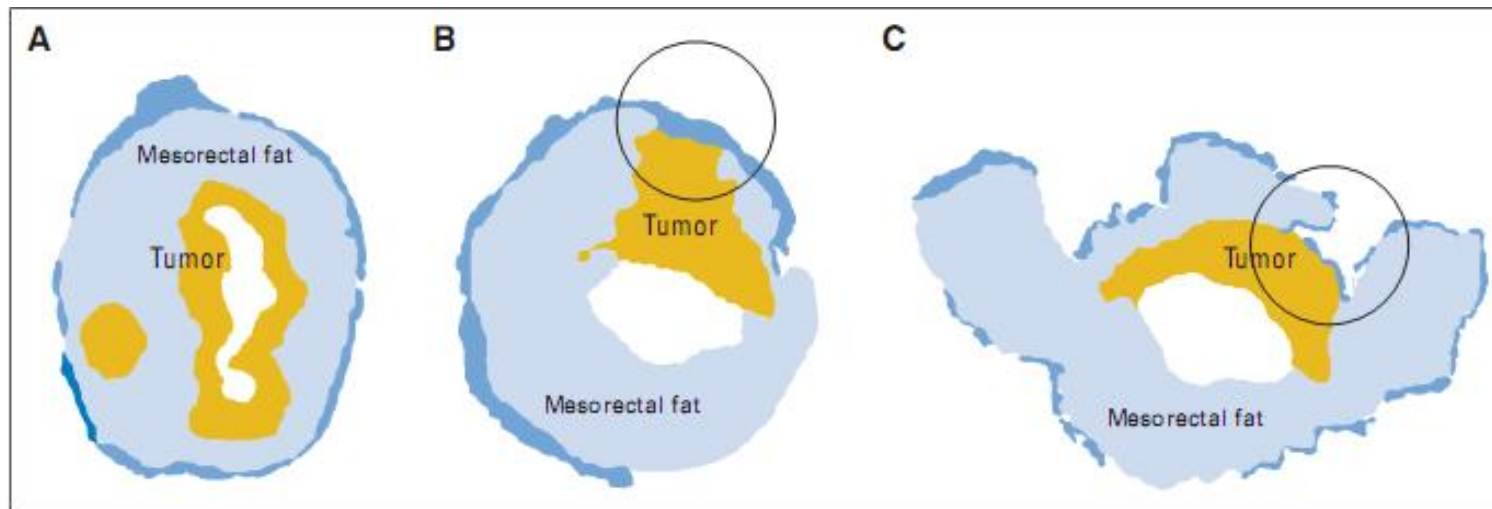 A
B
C
Mesorectal fat
Tumor
Tumor
Mesorectal fat
Tumor
Mesorectal fat